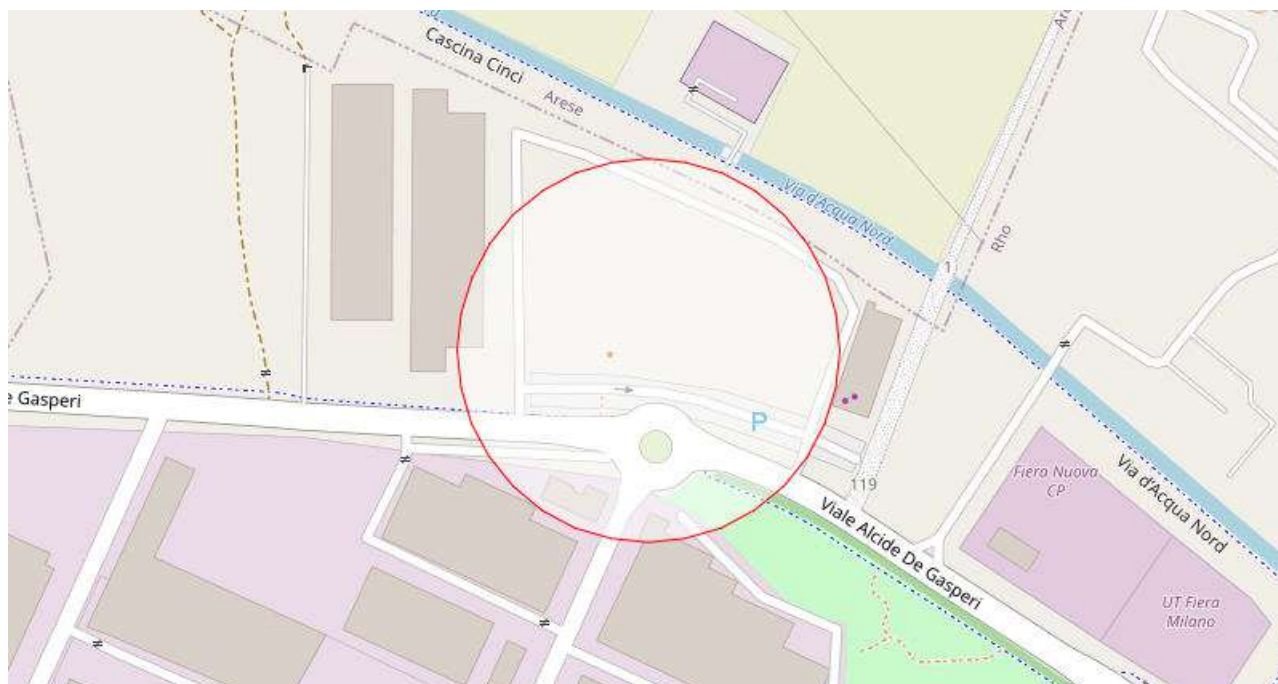 Cascina Cinci
Arese
Via d'Acqua Nord
Rho
1
e Gasperi
P
119
Fiera Nuova
CP
Via d'Acqua Nord
Viale Alcide De Gasperi
UT Fiera
Milano